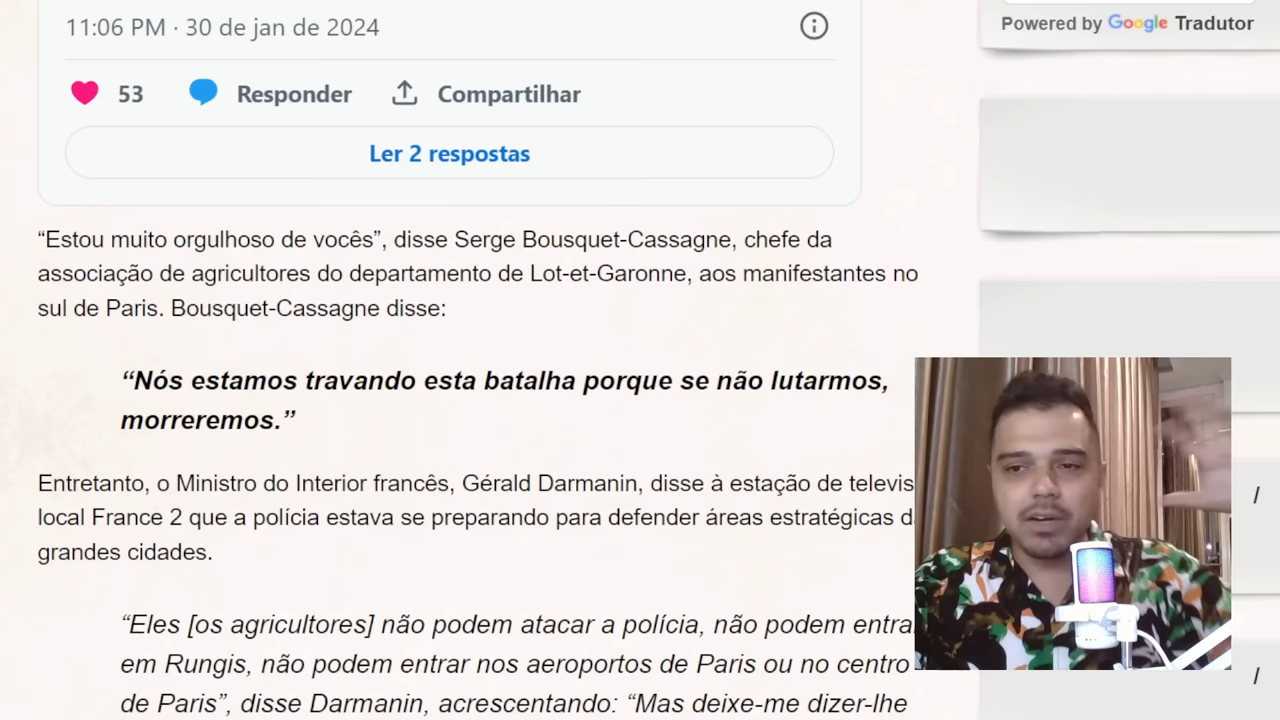 11:06 PM · 30 de jan de 2024
Powered by Google Tradutor
53 Responder Compartilhar
Ler 2 respostas
“Estou muito orgulhoso de vocês”, disse Serge Bousquet-Cassagne, chefe da
associação de agricultores do departamento de Lot-et-Garonne, aos manifestantes no
sul de Paris. Bousquet-Cassagne disse:
“Nós estamos travando esta batalha porque se não lutarmos,
morreremos.”
Entretanto, o Ministro do Interior francês, Gérald Darmanin, disse à estação de televis
local France 2 que a polícia estava se preparando para defender áreas estratégicas
grandes cidades.
“Eles [os agricultores] não podem atacar a polícia, não podem entra
em Rungis, não podem entrar nos aeroportos de Paris ou no centro
de Paris”, disse Darmanin, acrescentando: “Mas deixe-me dizer-lhe
/
/